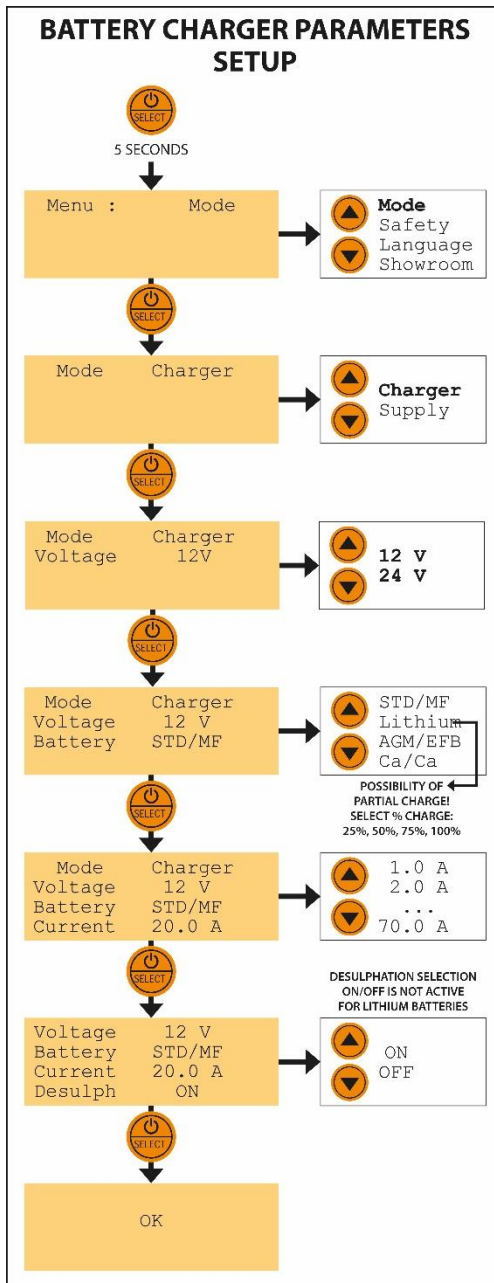 BATTERY CHARGER PARAMETERS
SETUP
SELECT
5 SECONDS
Menu : Mode
Mode
Safety
Language
Showroom
SELECT
Mode Charger
Charger
Supply
SELECT
Mode Charger
Voltage 12V
12 V
24 V
SELECT
Mode Charger
Voltage 12 V
Battery STD/MF
STD/MF
Lithium
AGM/EFB
Ca/Ca
POSSIBILITY OF
PARTIAL CHARGE!
SELECT % CHARGE:
25%, 50%, 75%, 100%
SELECT
Mode Charger
Voltage 12 V
Battery STD/MF
Current 20.0 A
1.0 A
2.0 A
...
70.0 A
SELECT
DESULPHATION SELECTION
ON/OFF IS NOT ACTIVE
FOR LITHIUM BATTERIES
Voltage 12 V
Battery STD/MF
Current 20.0 A
Desulph ON
ON
OFF
SELECT
OK